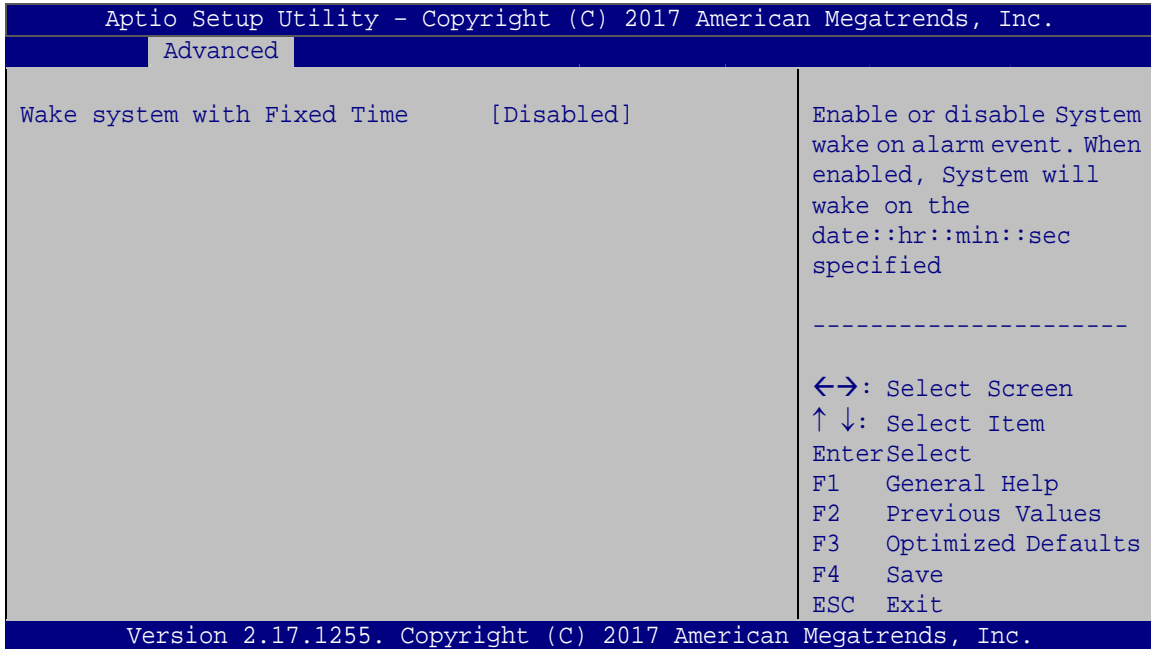 Aptio Setup Utility – Copyright (C) 2017 American Megatrends, Inc.
Advanced
Wake system with Fixed Time [Disabled]
Enable or disable System
wake on alarm event. When
enabled, System will
wake on the
date::hr::min::sec
specified
----------------------
←→: Select Screen
↑ ↓: Select Item
EnterSelect
F1 General Help
F2 Previous Values
F3 Optimized Defaults
F4 Save
ESC Exit
Version 2.17.1255. Copyright (C) 2017 American Megatrends, Inc.